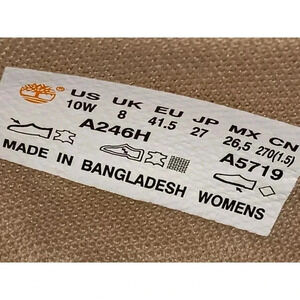 US UK EU JP MX CN
10W 8 41.5 27 26,5 270(1.5)
A246H A5719
MADE IN BANGLADESH WOMENS